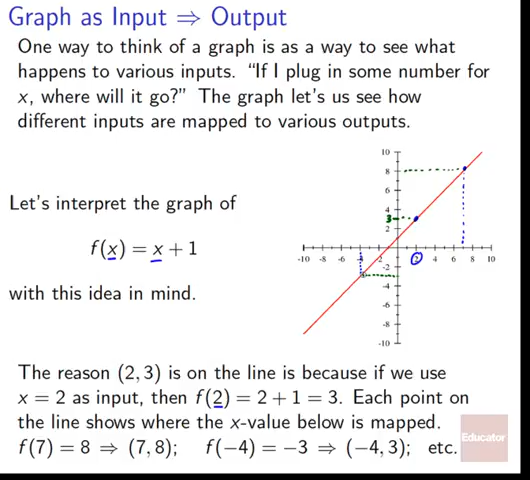 Graph as Input ⇒ Output
One way to think of a graph is as a way to see what
happens to various inputs. "If I plug in some number for
x, where will it go?" The graph let's us see how
different inputs are mapped to various outputs.
Let's interpret the graph of
f(x) = x + 1
with this idea in mind.
10
8
6
4
3
2
-10 -8 -6 -2 2 4 6 8 10
-2
-4
-6
-8
-10
The reason (2, 3) is on the line is because if we use
x = 2 as input, then f(2) = 2 + 1 = 3. Each point on
the line shows where the x-value below is mapped.
f(7) = 8 ⇒ (7, 8); f(−4) = −3 ⇒ (−4, 3); etc.
Educator